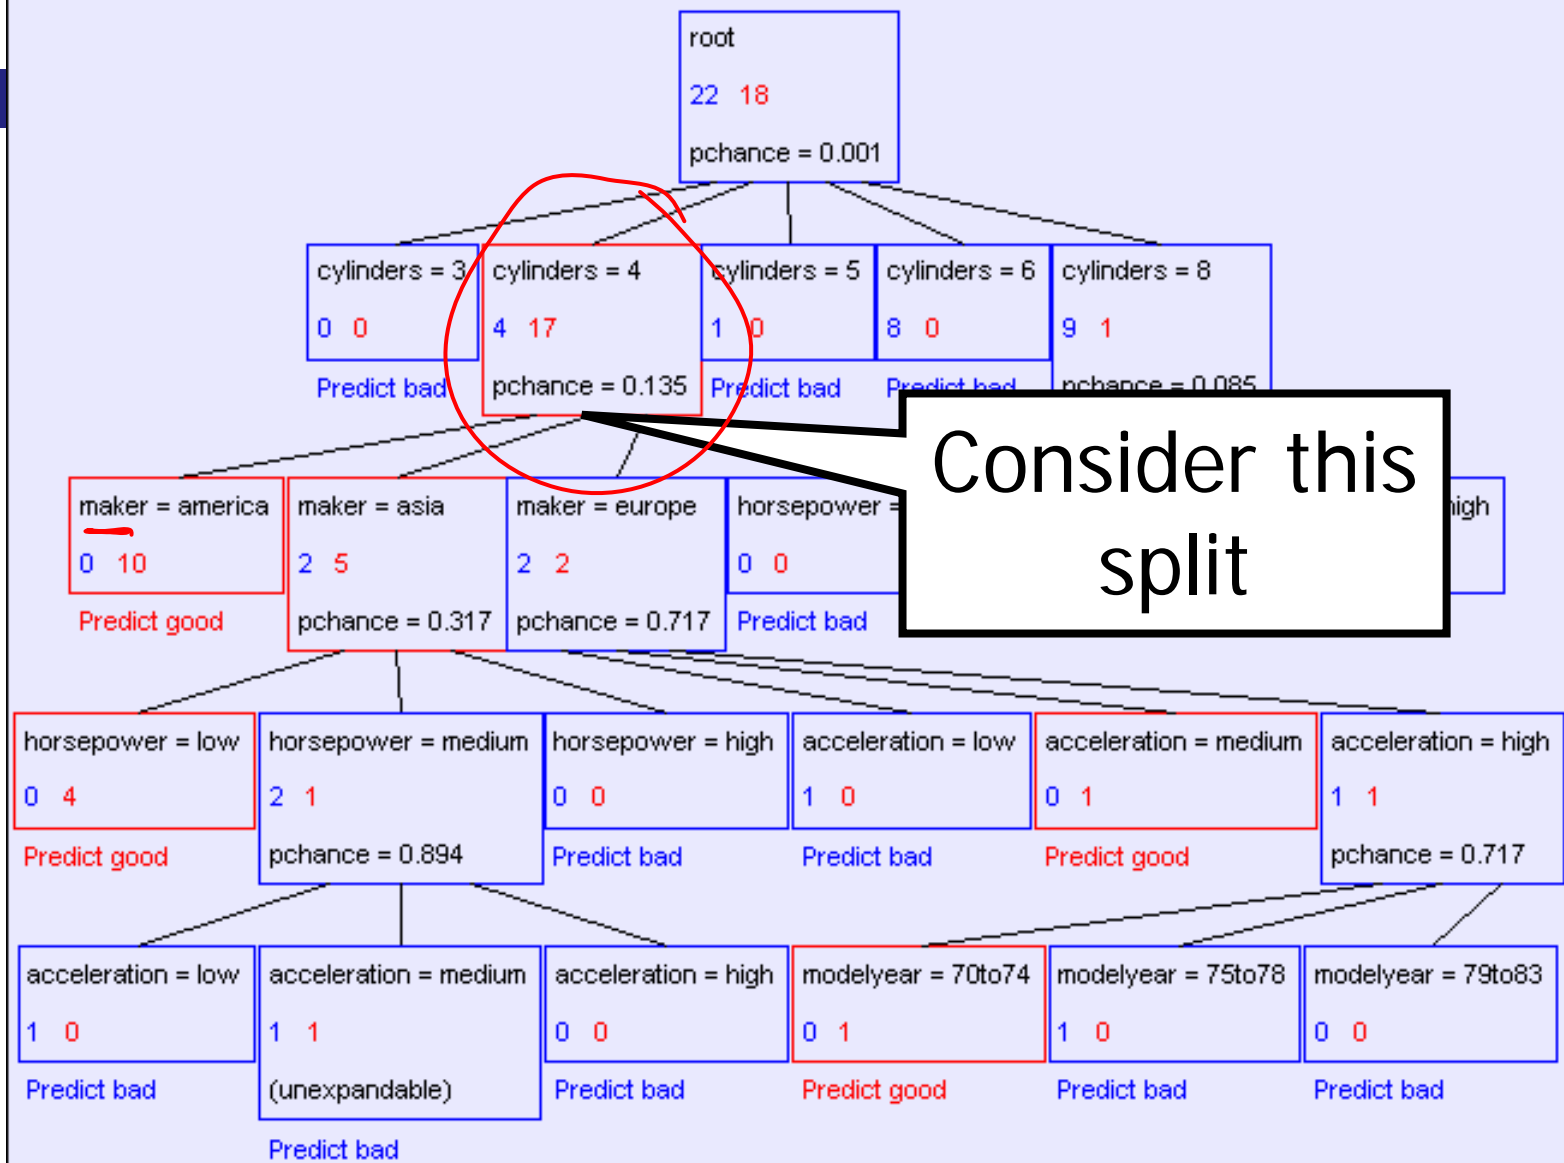 root
22 18
pchance = 0.001
cylinders = 3
0 0
Predict bad
cylinders = 4
4 17
pchance = 0.135
cylinders = 5
1 0
Predict bad
cylinders = 6
8 0
Predict bad
cylinders = 8
9 1
pchance = 0.085
Consider this
split
maker = america
0 10
Predict good
maker = asia
2 5
pchance = 0.317
maker = europe
2 2
pchance = 0.717
horsepower =
0 0
Predict bad
high
horsepower = low
0 4
Predict good
horsepower = medium
2 1
pchance = 0.894
horsepower = high
0 0
Predict bad
acceleration = low
1 0
Predict bad
acceleration = medium
0 1
Predict good
acceleration = high
1 1
pchance = 0.717
acceleration = low
1 0
Predict bad
acceleration = medium
1 1
(unexpandable)
Predict bad
acceleration = high
0 0
Predict bad
modelyear = 70to74
0 1
Predict good
modelyear = 75to78
1 0
Predict bad
modelyear = 79to83
0 0
Predict bad